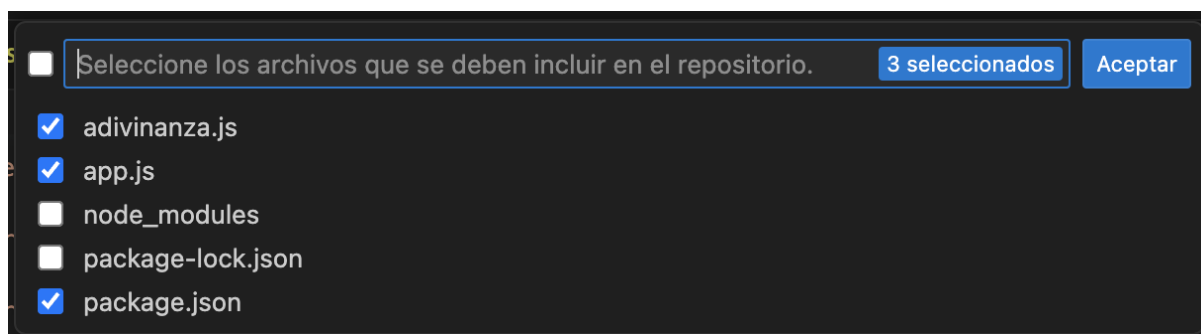 Seleccione los archivos que se deben incluir en el repositorio. 3 seleccionados Aceptar
adivinanza.js
app.js
node_modules
package-lock.json
package.json